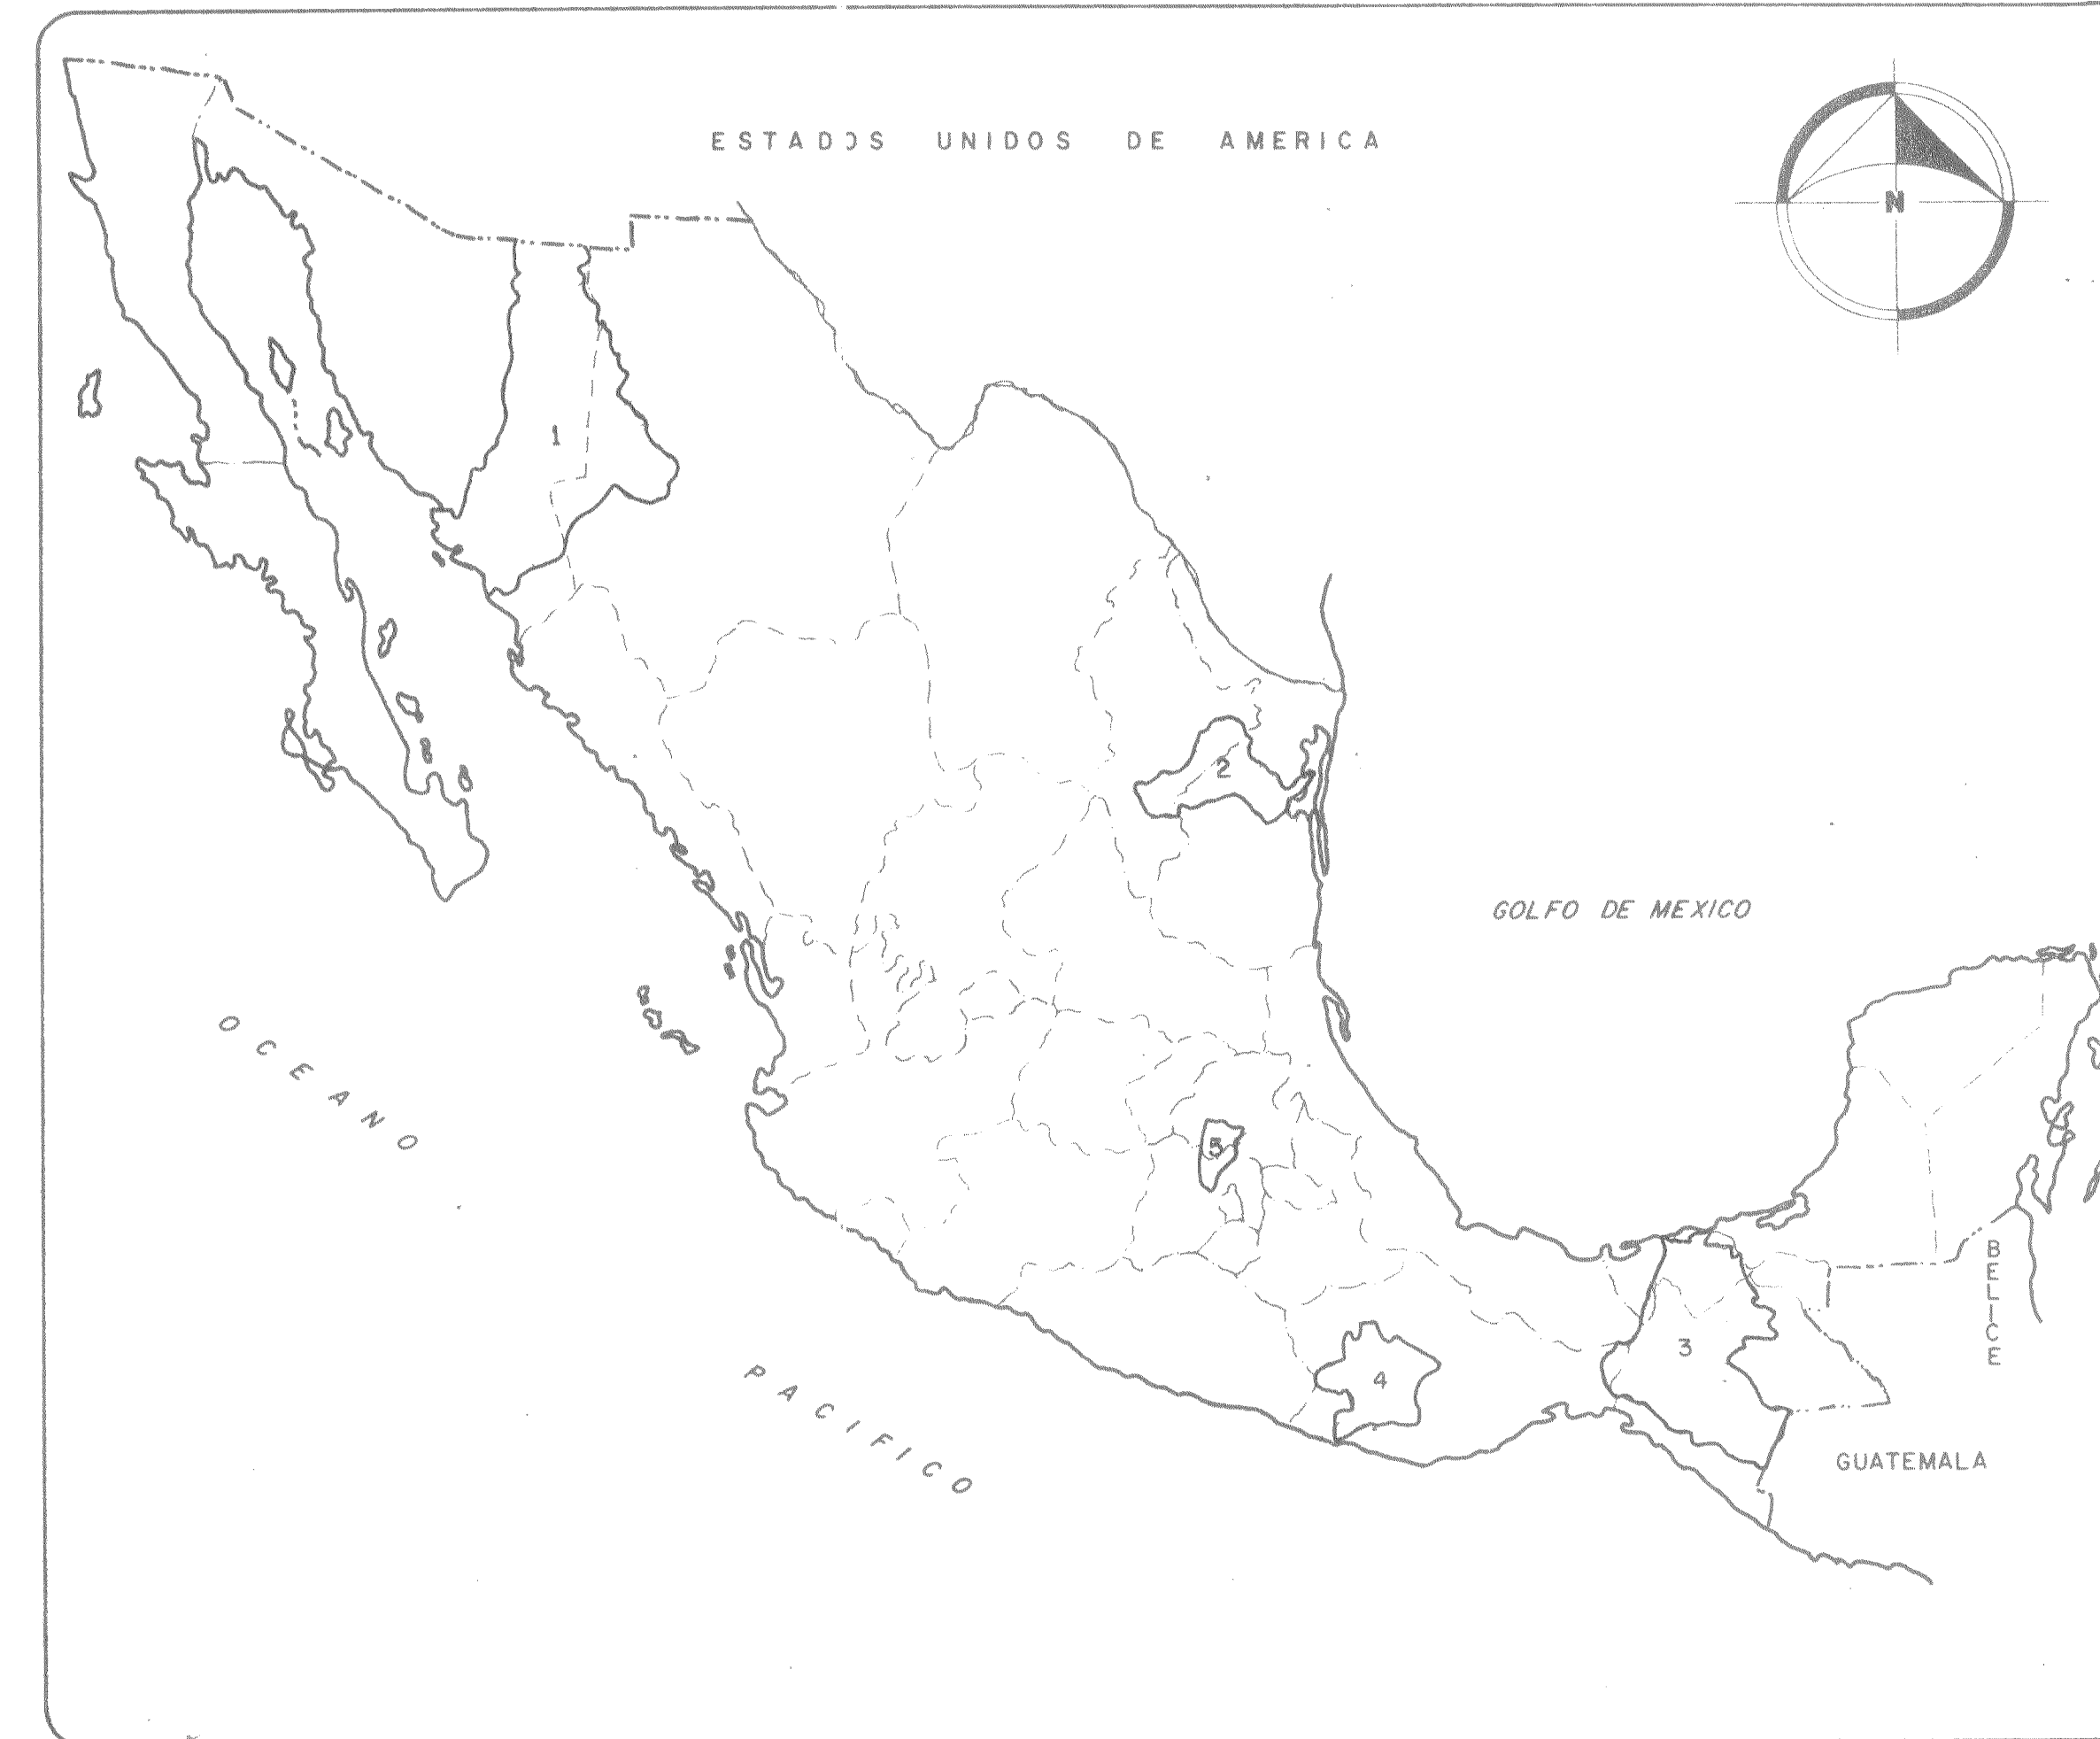 ESTADOS UNIDOS DE AMERICA
N
1
2
GOLFO DE MEXICO
OCEANO
5
BELICE
3
4
PACIFICO
GUATEMALA